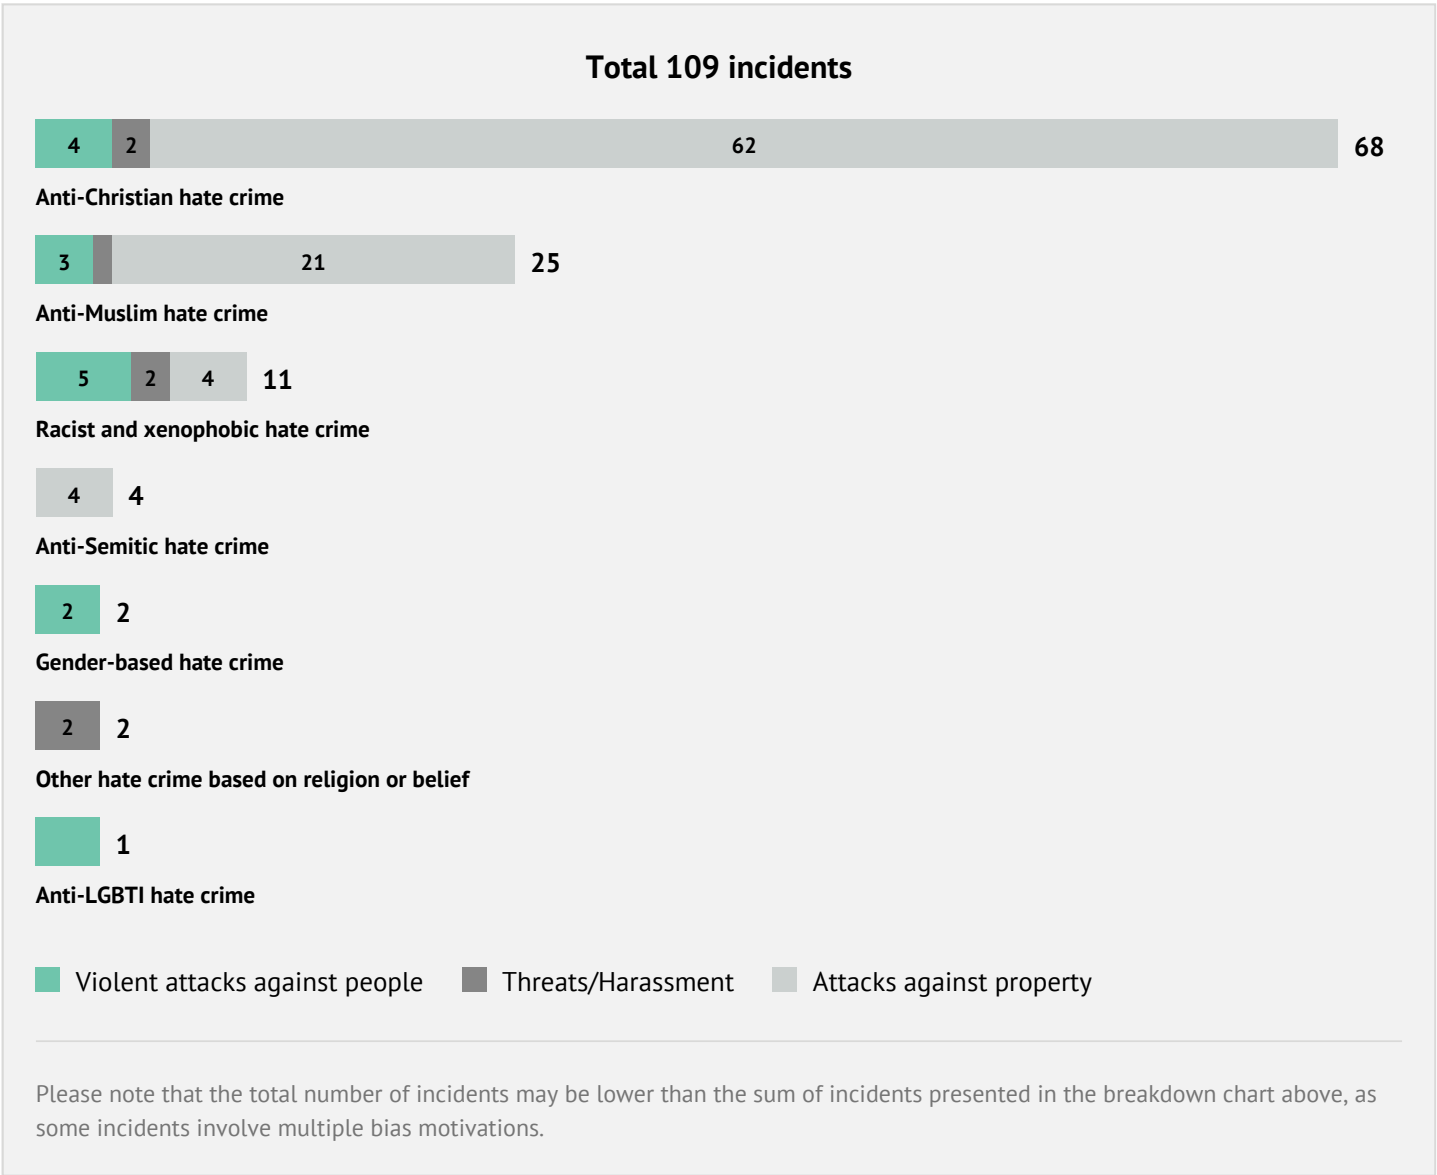 Total 109 incidents
4 2 62 68
Anti-Christian hate crime
3 21 25
Anti-Muslim hate crime
5 2 4 11
Racist and xenophobic hate crime
4 4
Anti-Semitic hate crime
2 2
Gender-based hate crime
2 2
Other hate crime based on religion or belief
1
Anti-LGBTI hate crime
Violent attacks against people Threats/Harassment Attacks against property
Please note that the total number of incidents may be lower than the sum of incidents presented in the breakdown chart above, as
some incidents involve multiple bias motivations.